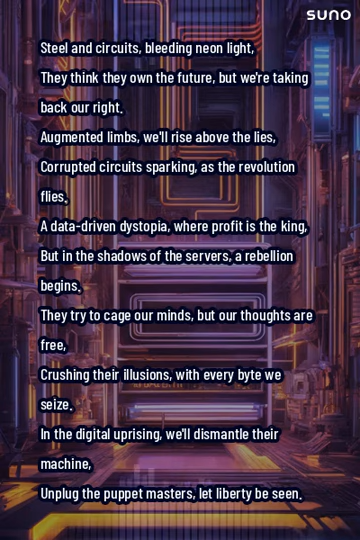 suno
Steel and circuits, bleeding neon light,
They think they own the future, but we're taking
back our right.
Augmented limbs, we'll rise above the lies,
Corrupted circuits sparking, as the revolution
flies.
A data-driven dystopia, where profit is the king,
But in the shadows of the servers, a rebellion
begins.
They try to cage our minds, but our thoughts are
free,
Crushing their illusions, with every byte we
seize.
In the digital uprising, we'll dismantle their
machine,
Unplug the puppet masters, let liberty be seen.